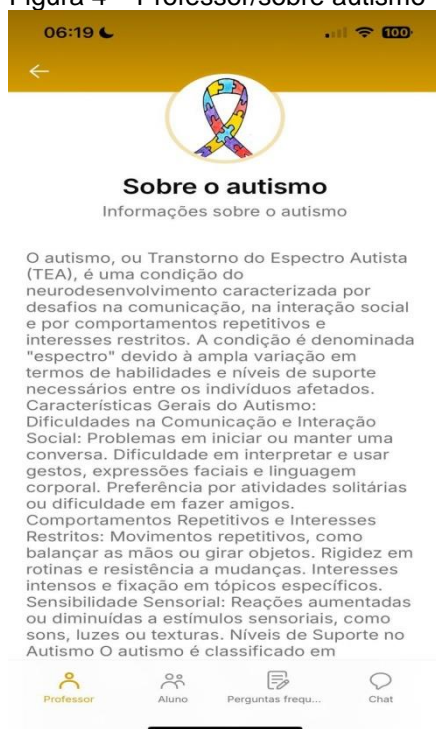 Figura 4 – Professor/sobre autismo
06:19
100
Sobre o autismo
Informações sobre o autismo
O autismo, ou Transtorno do Espectro Autista
(TEA), é uma condição do
neurodesenvolvimento caracterizada por
desafios na comunicação, na interação social
e por comportamentos repetitivos e
interesses restritos. A condição é denominada
"espectro" devido à ampla variação em
termos de habilidades e níveis de suporte
necessários entre os indivíduos afetados.
Características Gerais do Autismo:
Dificuldades na Comunicação e Interação
Social: Problemas em iniciar ou manter uma
conversa. Dificuldade em interpretar e usar
gestos, expressões faciais e linguagem
corporal. Preferência por atividades solitárias
ou dificuldade em fazer amigos.
Comportamentos Repetitivos e Interesses
Restritos: Movimentos repetitivos, como
balançar as mãos ou girar objetos. Rigidez em
rotinas e resistência a mudanças. Interesses
intensos e fixação em tópicos específicos.
Sensibilidade Sensorial: Reações aumentadas
ou diminuídas a estímulos sensoriais, como
sons, luzes ou texturas. Níveis de Suporte no
Autismo O autismo é classificado em
Professor Aluno Perguntas frequ... Chat